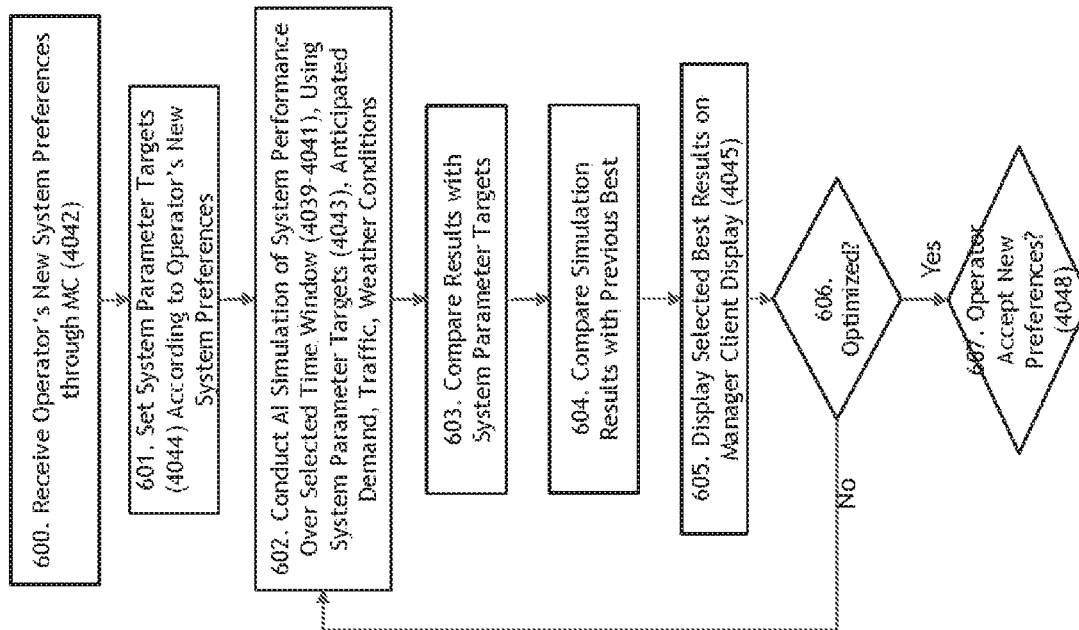 600. Receive Operator's New System Preferences
through MC (4042)
601. Set System Parameter Targets
(4044) According to Operator's New
System Preferences
602. Conduct AI Simulation of System Performance
Over Selected Time Window (4039-4041), Using
System Parameter Targets (4043), Anticipated
Demand, Traffic, Weather Conditions
603. Compare Results with
System Parameter Targets
604. Compare Simulation
Results with Previous Best
605. Display Selected Best Results on
Manager Client Display (4045)
606.
Optimized?
No
Yes
607. Operator
Accept New
Preferences?
(4048)